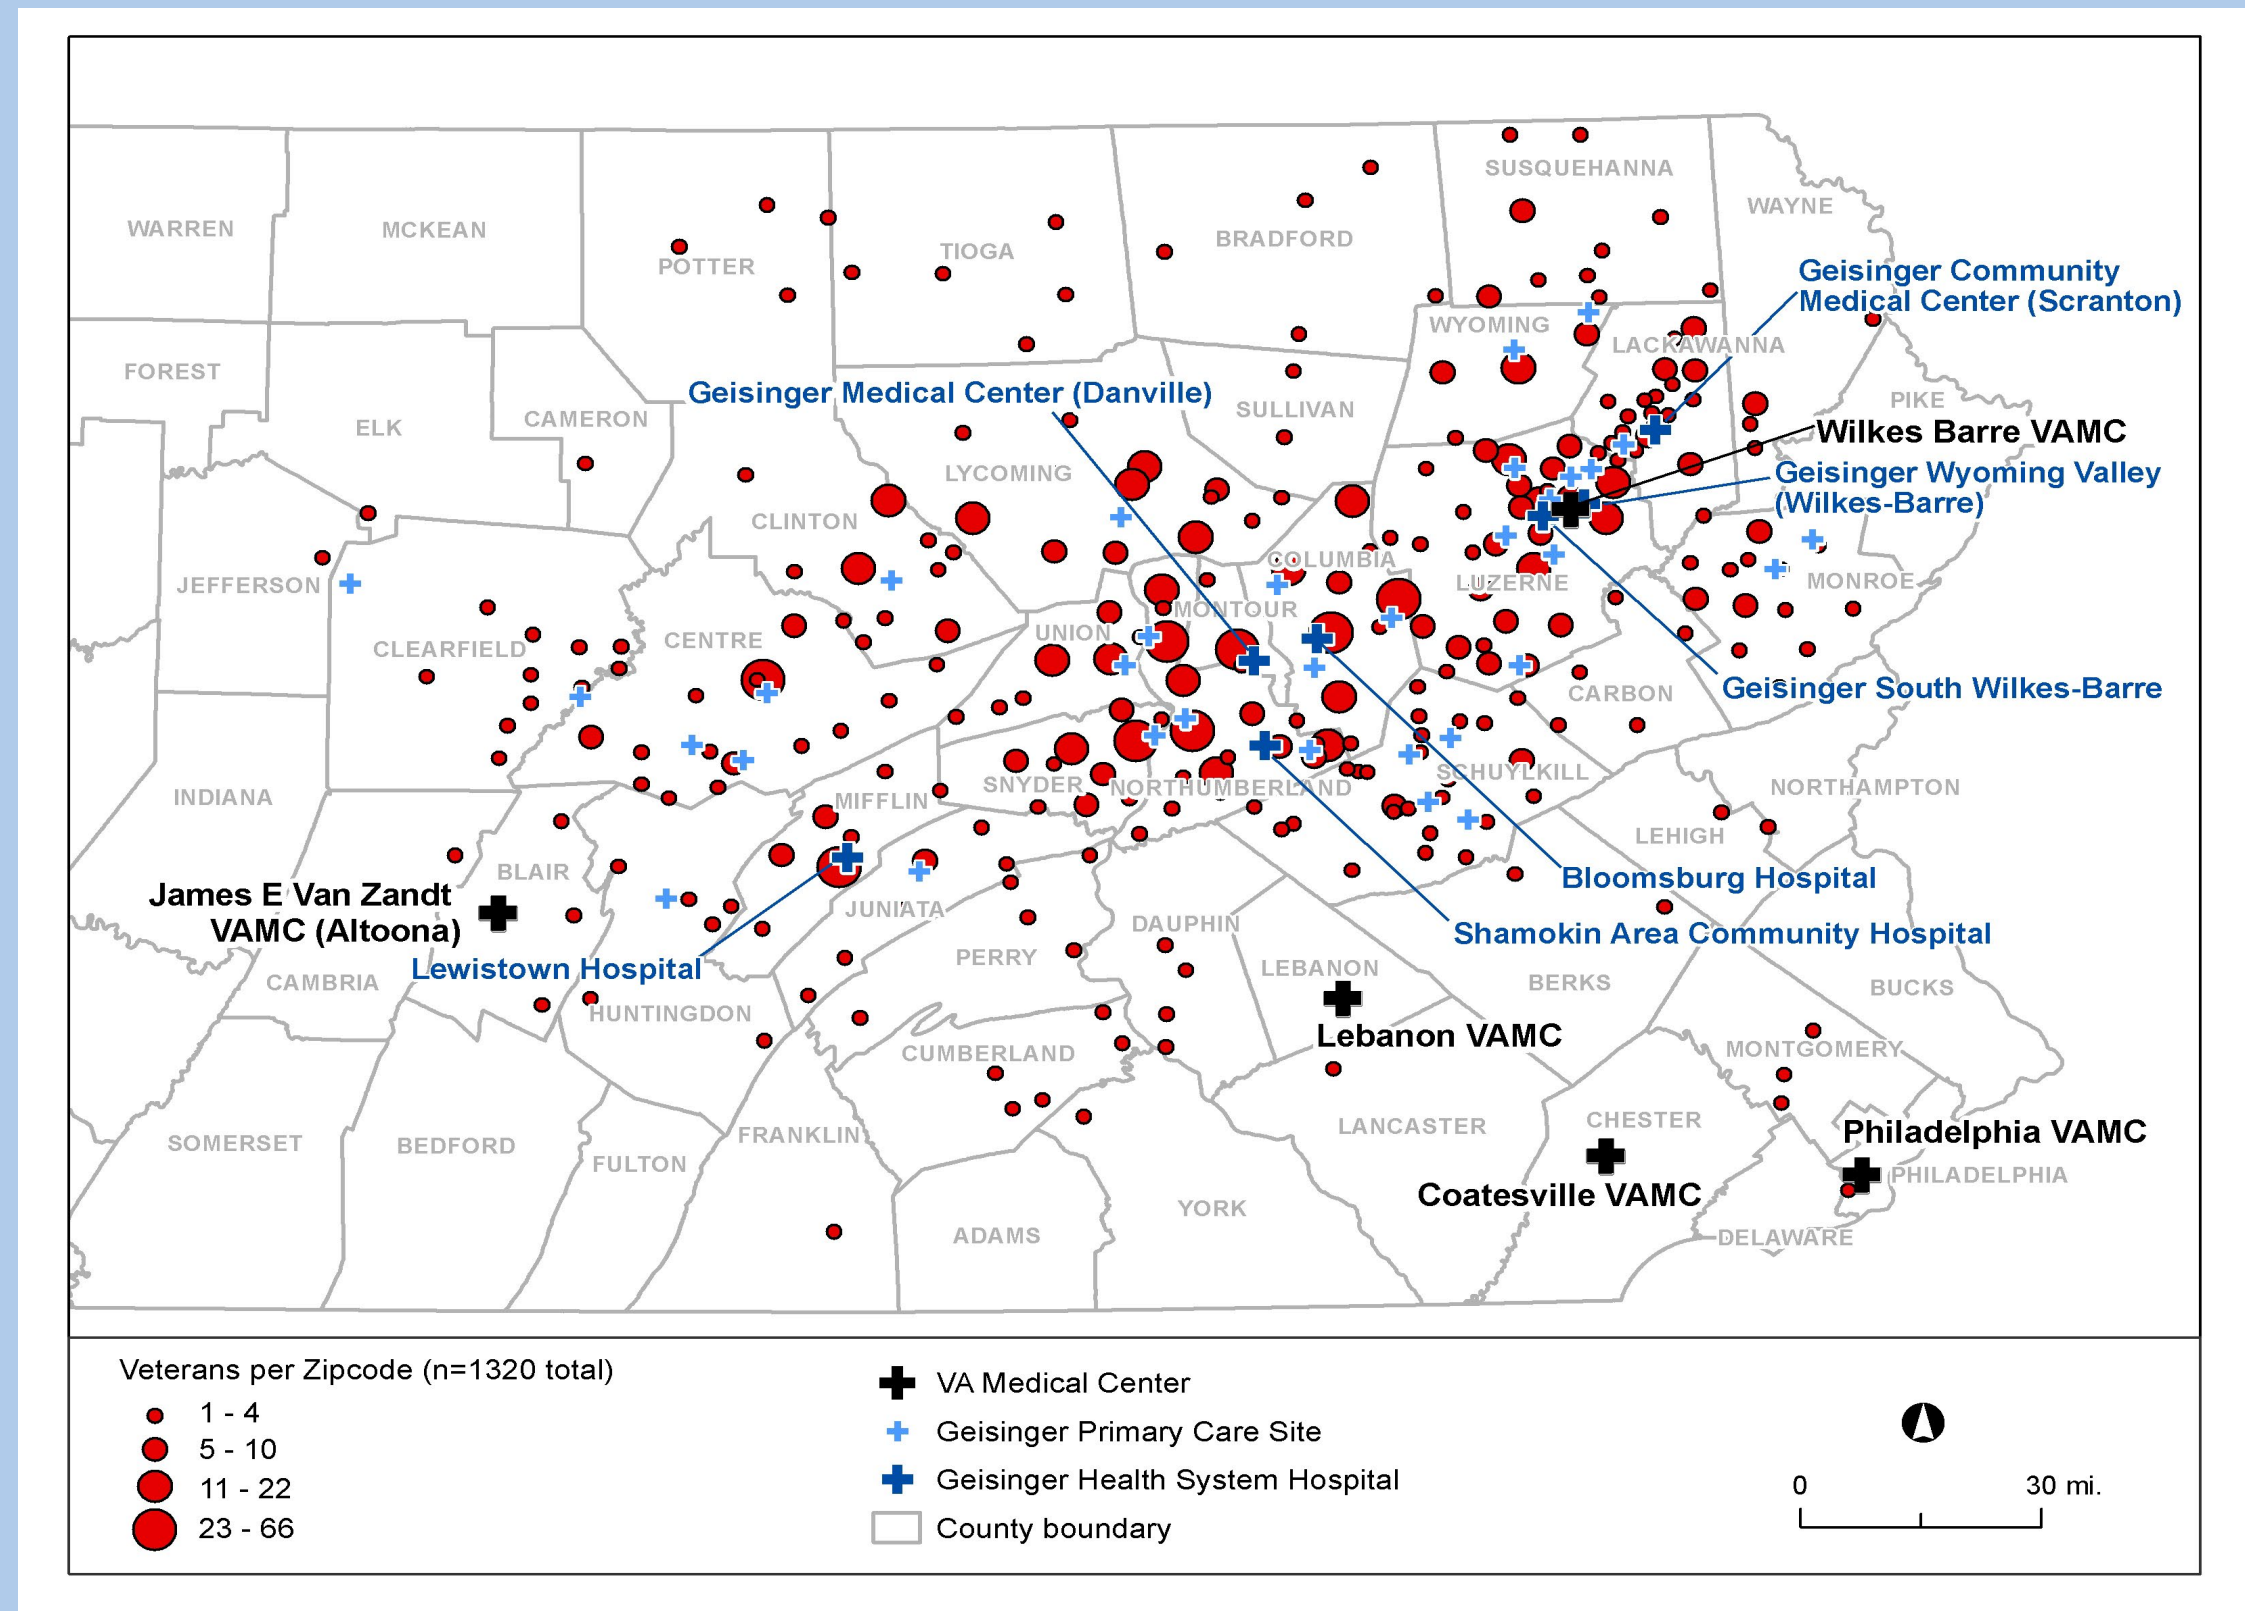 SUSQUEHANNA
WAYNE
WARREN
MCKEAN
POTTER
TIOGA
BRADFORD
Geisinger Community
Medical Center (Scranton)
WYOMING
LACKAWANNA
FOREST
ELK
CAMERON
Geisinger Medical Center (Danville)
SULLIVAN
PIKE
Wilkes Barre VAMC
LYCOMING
Geisinger Wyoming Valley
(Wilkes-Barre)
CLINTON
COLUMBIA
LUZERNE
MONROE
JEFFERSON
MONTOUR
UNION
CENTRE
CLEARFIELD
CARBON
Geisinger South Wilkes-Barre
INDIANA
SNYDER
NORTHUMBERLAND
SCHUYLKILL
NORTHAMPTON
MIFFLIN
LEHIGH
BLAIR
Bloomsburg Hospital
James E Van Zandt
VAMC (Altoona)
JUNIATA
DAUPHIN
Shamokin Area Community Hospital
Lewistown Hospital
PERRY
LEBANON
BERKS
BUCKS
CAMBRIA
HUNTINGDON
Lebanon VAMC
CUMBERLAND
MONTGOMERY
SOMERSET
BEDFORD
FULTON
FRANKLIN
LANCASTER
CHESTER
Philadelphia VAMC
PHILADELPHIA
Coatesville VAMC
YORK
ADAMS
DELAWARE
Veterans per Zipcode (n=1320 total)
1 - 4
5 - 10
11 - 22
23 - 66
VA Medical Center
Geisinger Primary Care Site
Geisinger Health System Hospital
County boundary
0 30 mi.